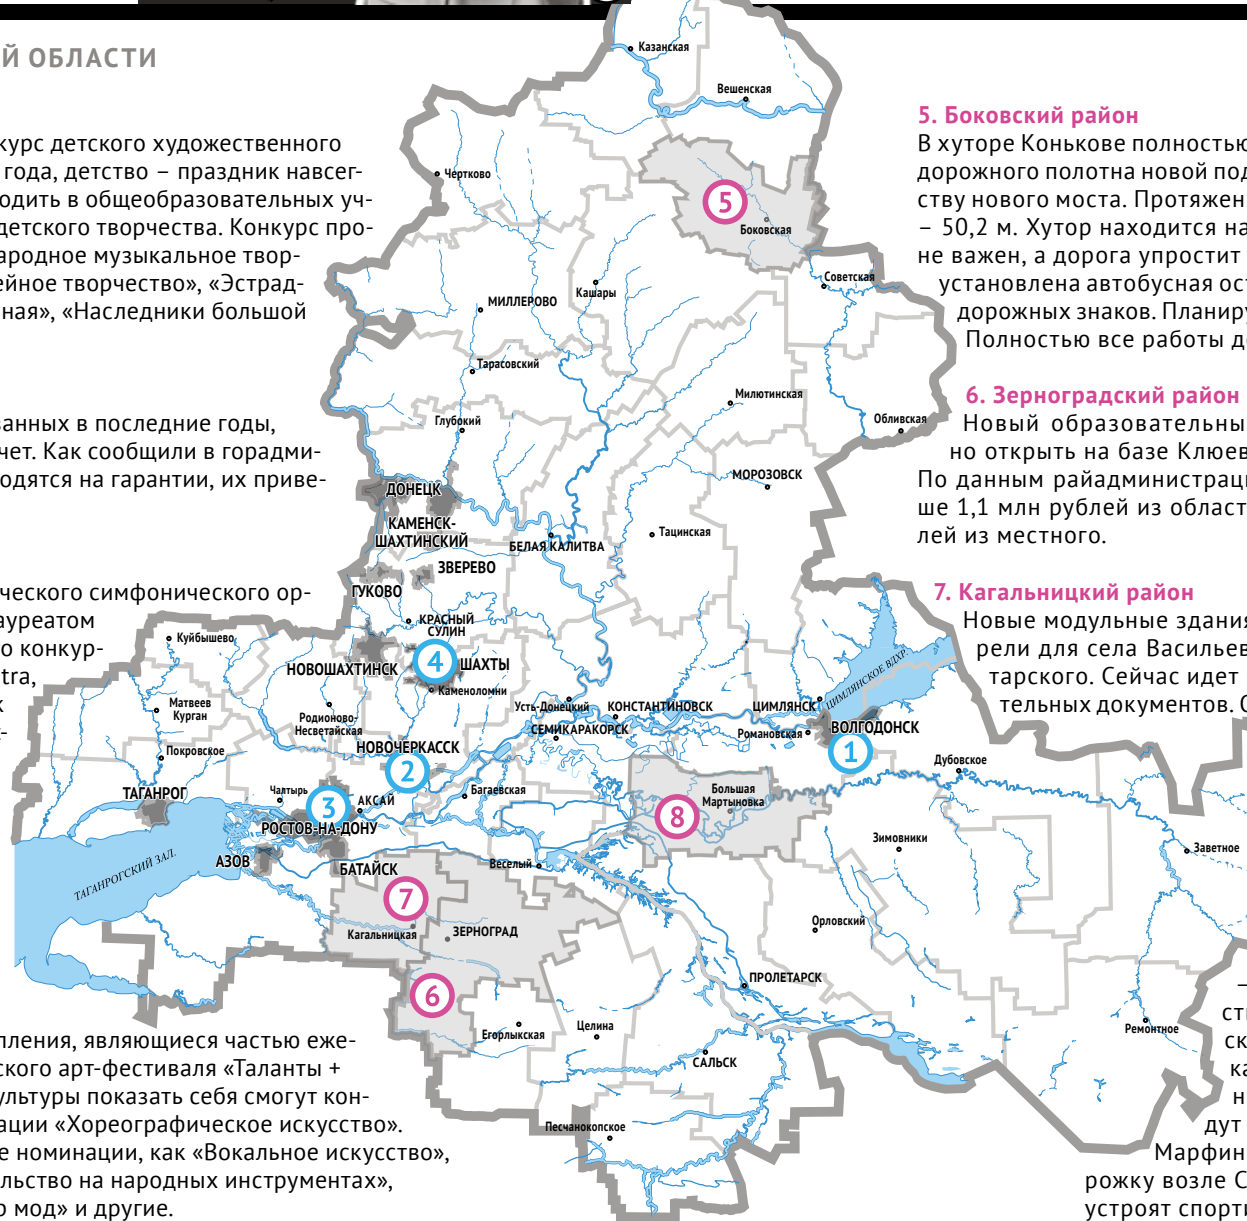 Й ОБЛАСТИ
курс детского художественного
года, детство – праздник навсег-
одить в общеобразовательных уч-
детского творчества. Конкурс про-
ародное музыкальное твор-
ейное творчество», «Эстрад-
ная», «Наследники большой
ванных в последние годы,
чет. Как сообщили в горадми-
одятся на гарантии, их приве-
ческого симфонического ор-
ауреатом
о конкур-
tra,
к
-
пления, являющиеся частью еже-
ского арт-фестиваля «Таланты +
ультуры показать себя смогут кон-
ации «Хореографическое искусство».
е номинации, как «Вокальное искусство»,
льство на народных инструментах»,
р мод» и другие.
Казанская
Вешенская
Чертково
5
Боковская
Советская
Кашары
МИЛЛЕРОВО
Тарасовский
Милютинская
Глубокий
Обливская
МОРОЗОВСК
ДОНЕЦК
КАМЕНСК-
ШАХТИНСКИЙ
БЕЛАЯ КАЛИТВА
Тацинская
ЗВЕРЕВО
ГУКОВО
КРАСНЫЙ
СУЛИН
Куйбышево
НОВОШАХТИНСК
4
ШАХТЫ
Каменоломни
ЦИМЛЯНСКОЕ ВДХР.
Матвеев
Курган
Родионово-
Несветайская
Усть-Донецкий
КОНСТАНТИНОВСК
ЦИМЛЯНСК
СЕМИКАРАКОРСК
Романовская
ВОЛГОДОНСК
1
Покровское
НОВОЧЕРКАССК
2
Дубовское
ТАГАНРОГ
Чалтырь
3
АКСАЙ
Багаевская
Большая
Мартыновка
8
РОСТОВ-НА-ДОНУ
Зимовники
Заветное
ТАГАНРОГСКИЙ ЗАЛ.
АЗОВ
БАТАЙСК
Веселый
7
Кагальницкая
ЗЕРНОГРАД
Орловский
6
ПРОЛЕТАРСК
Егорлыкская
Целина
Ремонтное
САЛЬСК
Песчанокопское
5. Боковский район
В хуторе Конькове полностью
дорожного полотна новой под
ству нового моста. Протяжен
– 50,2 м. Хутор находится на
не важен, а дорога упростит
установлена автобусная ост
дорожных знаков. Планиру
Полностью все работы до
6. Зерноградский район
Новый образовательны
но открыть на базе Клюев
По данным райадминистраци
ше 1,1 млн рублей из област
лей из местного.
7. Кагальницкий район
Новые модульные здания
рели для села Васильев
тарского. Сейчас идет
тельных документов. О
–
ст
ск
ка
н
дут
Марфин
рожку возле С
устроят спорти